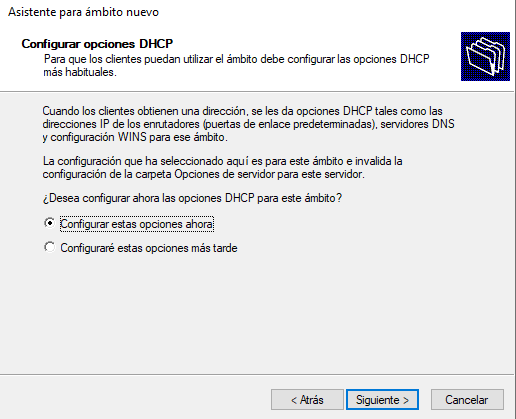 Asistente para ámbito nuevo
Configurar opciones DHCP
Para que los clientes puedan utilizar el ámbito debe configurar las opciones DHCP
más habituales.
Cuando los clientes obtienen una dirección, se les da opciones DHCP tales como las
direcciones IP de los enrutadores (puertas de enlace predeterminadas), servidores DNS
y configuración WINS para ese ámbito.
La configuración que ha seleccionado aquí es para este ámbito e invalida la
configuración de la carpeta Opciones de servidor para este servidor.
¿Desea configurar ahora las opciones DHCP para este ámbito?
Configurar estas opciones ahora
Configuraré estas opciones más tarde
< Atrás
Siguiente >
Cancelar